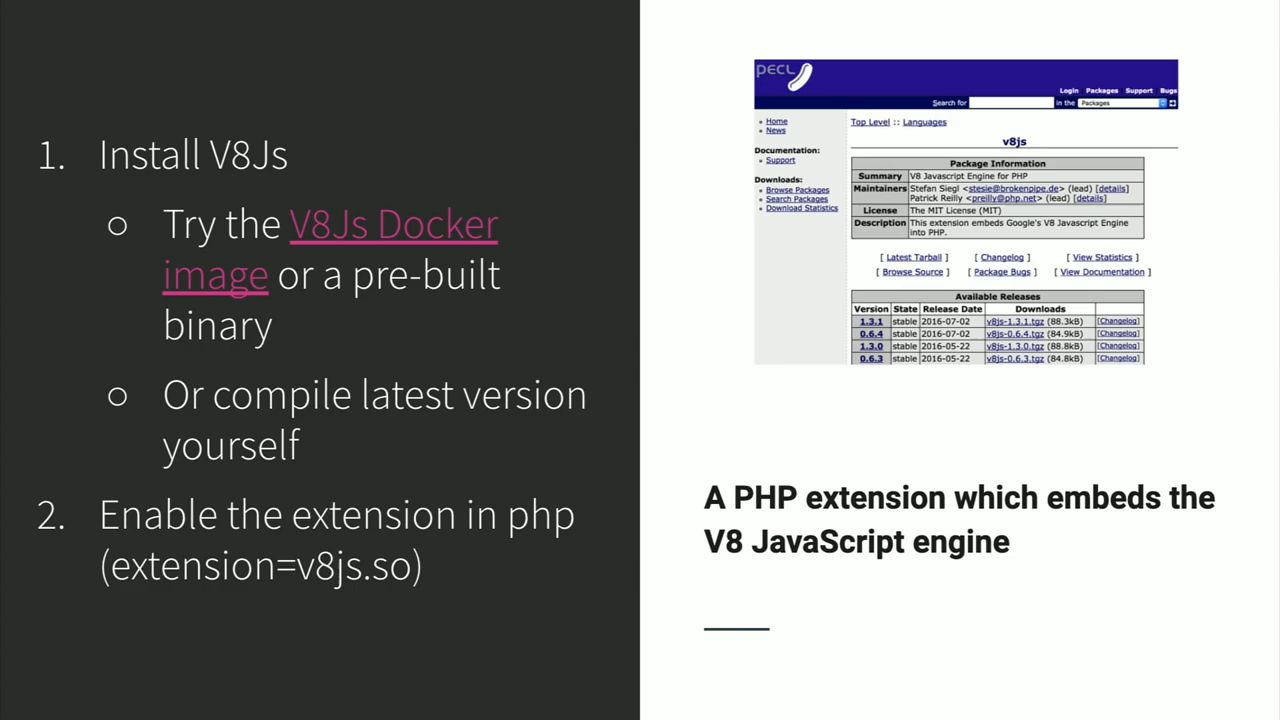 1. Install V8Js
○ Try the V8Js Docker
image or a pre-built
binary
○ Or compile latest version
yourself
2. Enable the extension in php
(extension=v8js.so)
PECL
Login Packages Support Bugs
Search for in the Packages
Home
News
Documentation:
Support
Downloads:
Browse Packages
Search Packages
Download Statistics
Top Level :: Languages
v8js
Package Information
Summary V8 Javascript Engine for PHP
Maintainers Stefan Siegl <stesie@brokenpipe.de> (lead) [details]
Patrick Reilly <preilly@php.net> (lead) [details]
License The MIT License (MIT)
Description This extension embeds Google's V8 Javascript Engine
into PHP.
[ Latest Tarball ] [ Changelog ] [ View Statistics ]
[ Browse Source ] [ Package Bugs ] [ View Documentation ]
Available Releases
Version State Release Date Downloads
1.3.1 stable 2016-07-02 v8js-1.3.1.tgz (88.3kB) [Changelog]
0.6.4 stable 2016-07-02 v8js-0.6.4.tgz (84.9kB) [Changelog]
1.3.0 stable 2016-05-22 v8js-1.3.0.tgz (88.8kB) [Changelog]
0.6.3 stable 2016-05-22 v8js-0.6.3.tgz (84.8kB) [Changelog]
A PHP extension which embeds the
V8 JavaScript engine